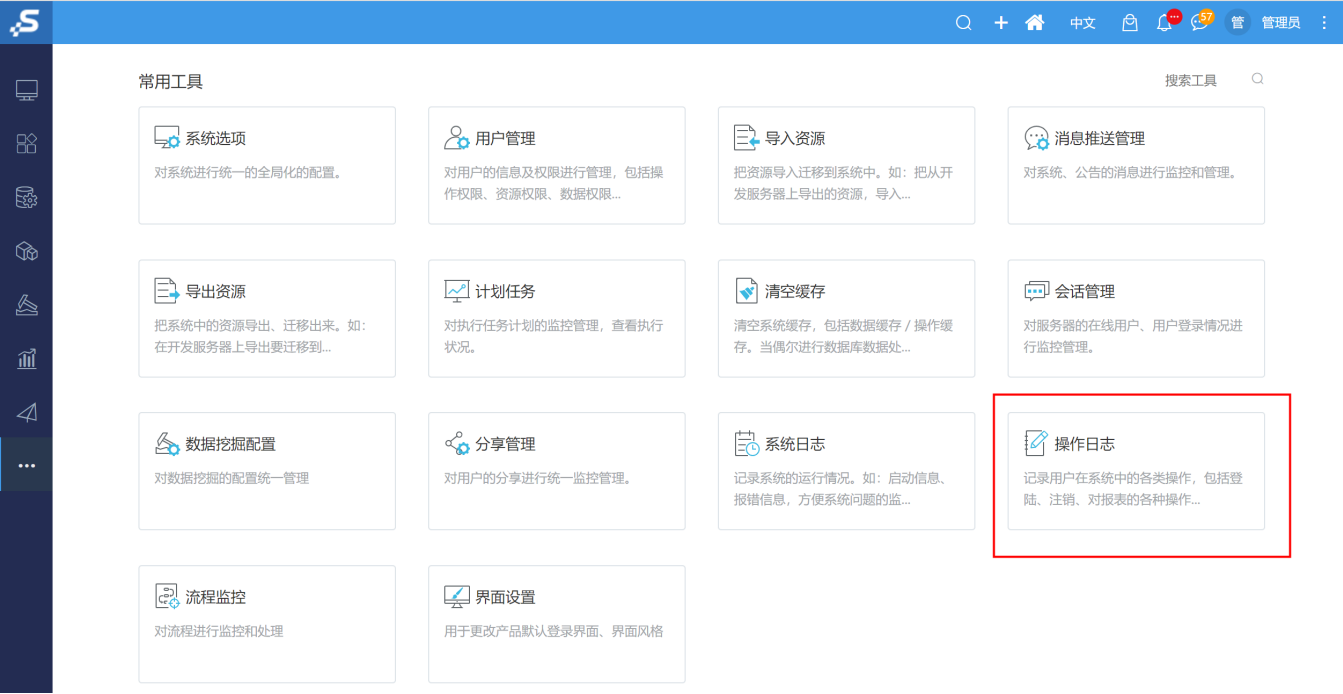 中文
57
管
管理员
常用工具
搜索工具
系统选项
对系统进行统一的全局化的配置。
用户管理
对用户的信息及权限进行管理，包括操
作权限、资源权限、数据权限...
导入资源
把资源导入迁移到系统中。如：把从开
发服务器上导出的资源，导入...
消息推送管理
对系统、公告的消息进行监控和管理。
导出资源
把系统中的资源导出、迁移出来。如：
在开发服务器上导出要迁移到...
计划任务
对执行任务计划的监控管理，查看执行
状况。
清空缓存
清空系统缓存，包括数据缓存 / 操作缓
存。当偶尔进行数据库数据处...
会话管理
对服务器的在线用户、用户登录情况进
行监控管理。
数据挖掘配置
对数据挖掘的配置统一管理
分享管理
对用户的分享进行统一监控管理。
系统日志
记录系统的运行情况。如：启动信息、
报错信息，方便系统问题的监...
操作日志
记录用户在系统中的各类操作，包括登
陆、注销、对报表的各种操作...
流程监控
对流程进行监控和处理
界面设置
用于更改产品默认登录界面、界面风格